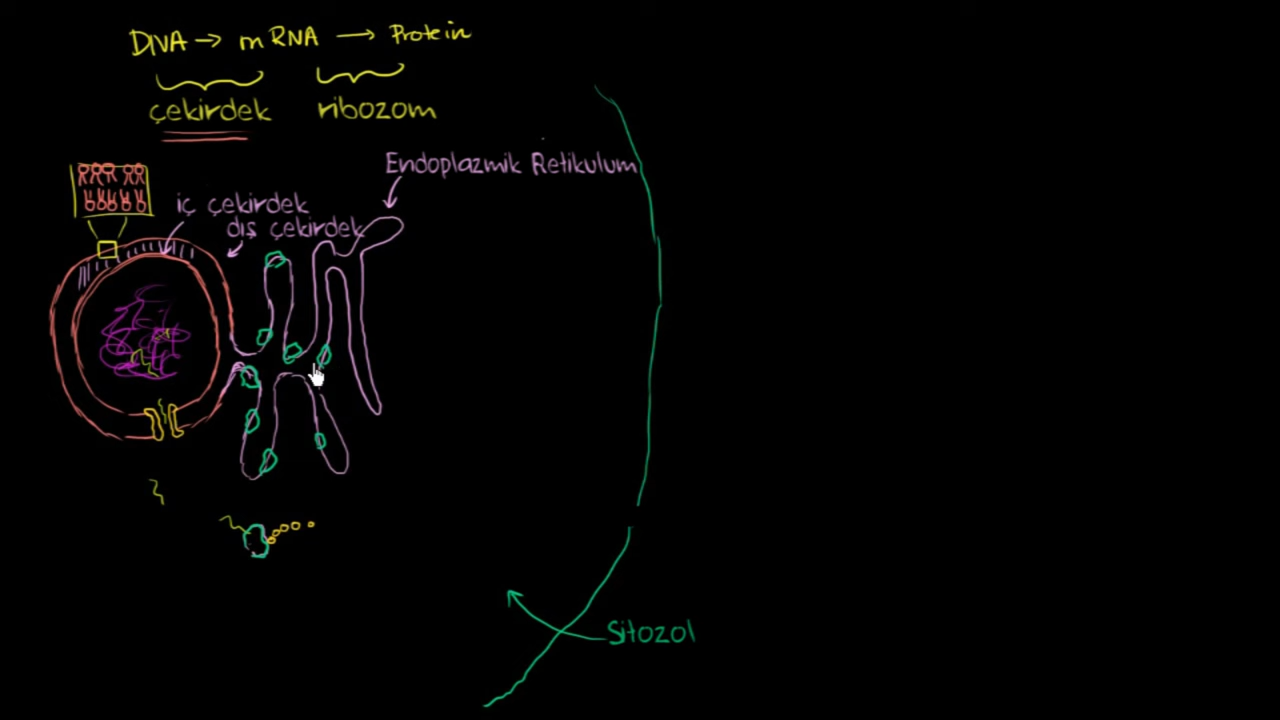 DNA → mRNA → Protein
çekirdek ribozom
Endoplazmik Retikulum
iç çekirdek
dış çekirdek
Sitozol